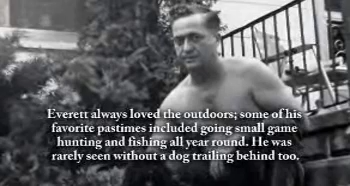 Everett always loved the outdoors; some of his
favorite pastimes included going small game
hunting and fishing all year round. He was
rarely seen without a dog trailing behind too.